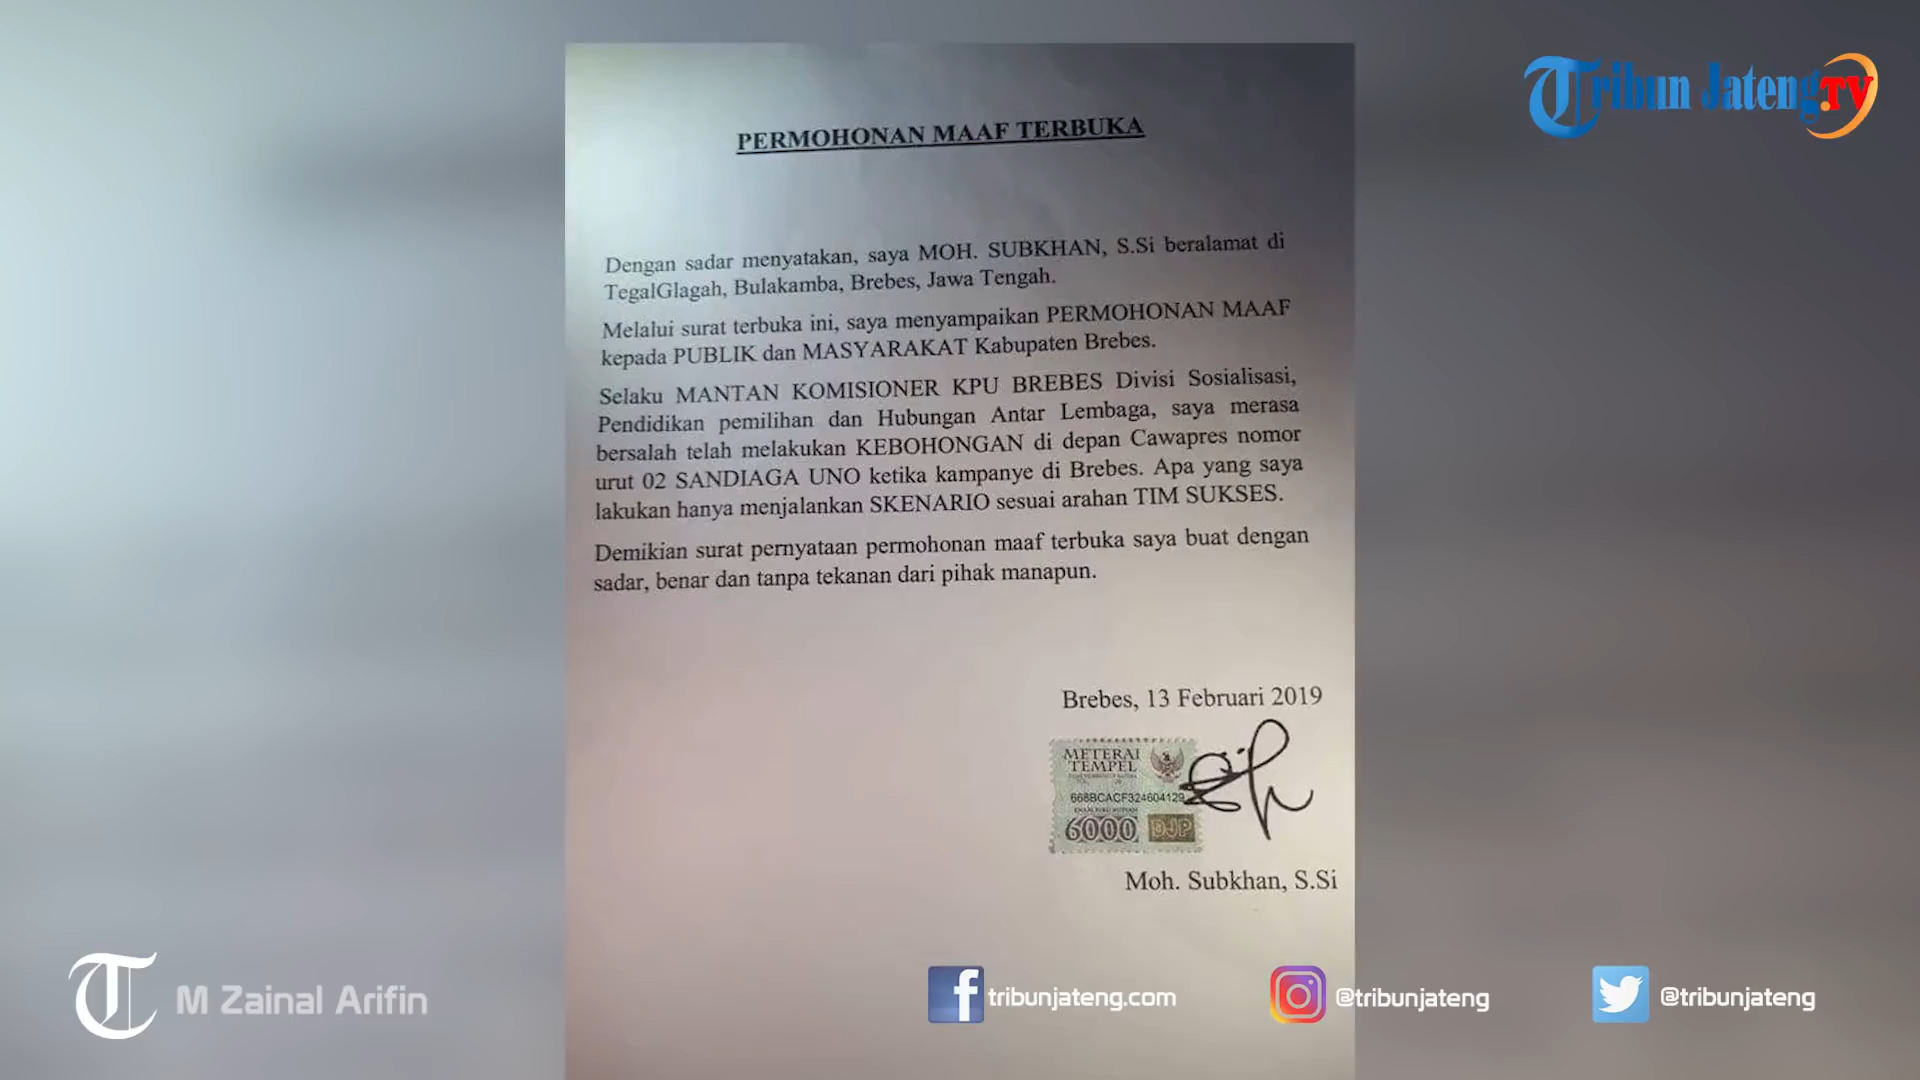 Tribun Jateng.TV
PERMOHONAN MAAF TERBUKA
Dengan sadar menyatakan, saya MOH. SUBKHAN, S.Si beralamat di
TegalGlagah, Bulakamba, Brebes, Jawa Tengah.
Melalui surat terbuka ini, saya menyampaikan PERMOHONAN MAAF
kepada PUBLIK dan MASYARAKAT Kabupaten Brebes.
Selaku MANTAN KOMISIONER KPU BREBES Divisi Sosialisasi,
Pendidikan pemilihan dan Hubungan Antar Lembaga, saya merasa
bersalah telah melakukan KEBOHONGAN di depan Cawapres nomor
urut 02 SANDIAGA UNO ketika kampanye di Brebes. Apa yang saya
lakukan hanya menjalankan SKENARIO sesuai arahan TIM SUKSES.
Demikian surat pernyataan permohonan maaf terbuka saya buat dengan
sadar, benar dan tanpa tekanan dari pihak manapun.
Brebes, 13 Februari 2019
METERAI
TEMPEL
668BCACF324604129
6000 DJP
Moh. Subkhan, S.Si
M Zainal Arifin
tribunjateng.com
@tribunjateng
@tribunjateng